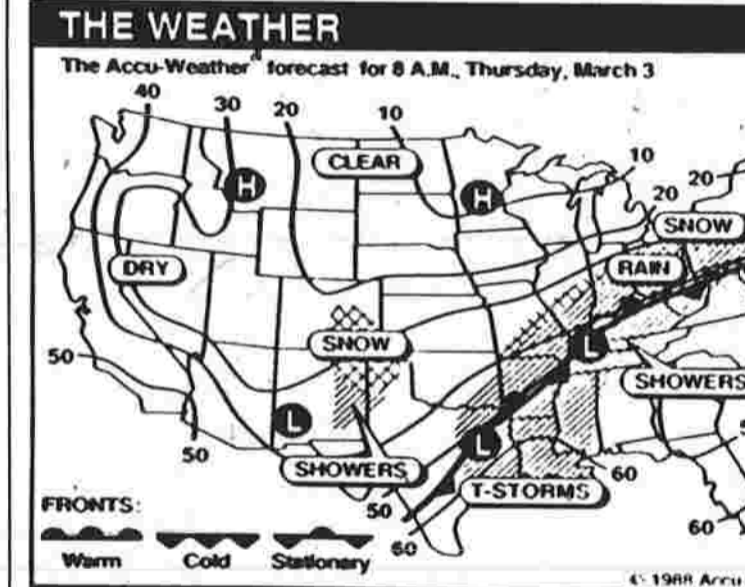 THE WEATHER
The Accu-Weather® forecast for 8 A.M., Thursday, March 3
40
30
20
10
CLEAR
10
20
20
H
H
SNOW
DRY
RAIN
SNOW
L
50
SHOWERS
L
50
L
SHOWERS
T-STORMS
60
50
60
60
FRONTS:
Warm
Cold
Stationary
© 1988 Accu